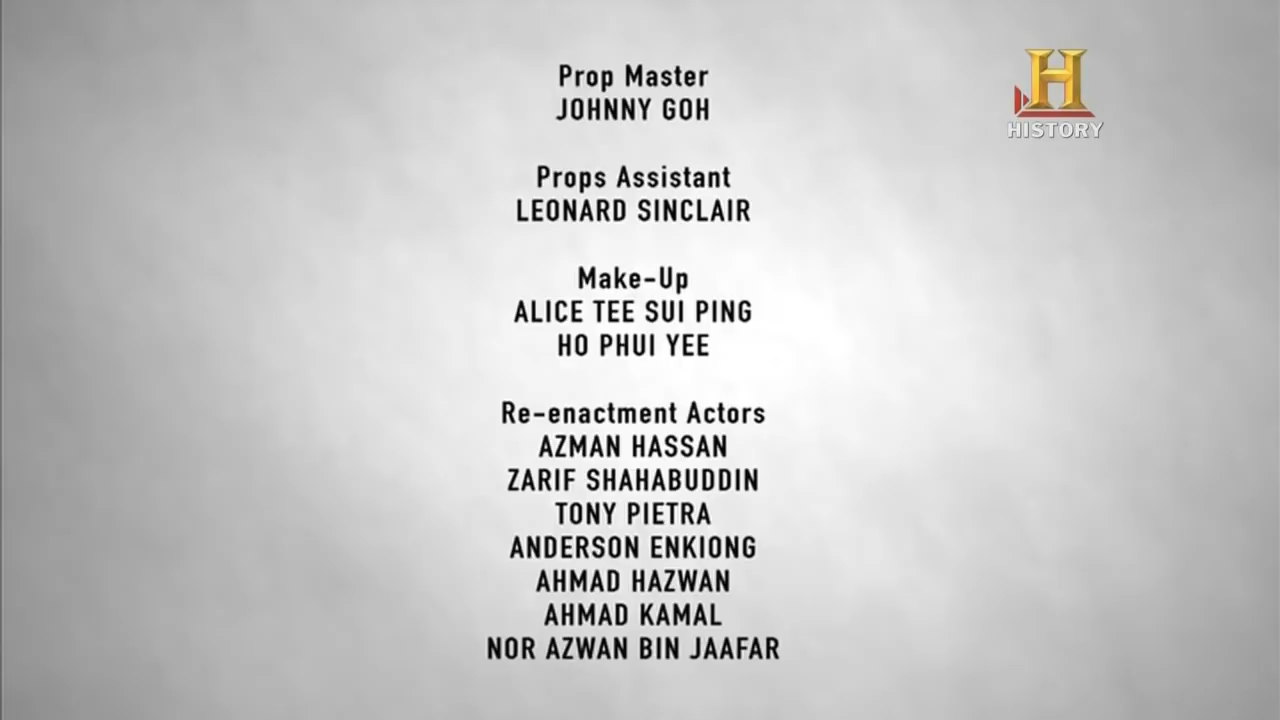 Prop Master
JOHNNY GOH
Props Assistant
LEONARD SINCLAIR
Make-Up
ALICE TEE SUI PING
HO PHUI YEE
Re-enactment Actors
AZMAN HASSAN
ZARIF SHAHABUDDIN
TONY PIETRA
ANDERSON ENKIONG
AHMAD HAZWAN
AHMAD KAMAL
NOR AZWAN BIN JAAFAR
H
HISTORY